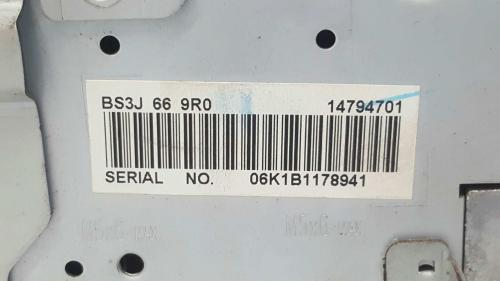 BS3J 66 9R0 14794701
SERIAL NO. 06K1B1178941